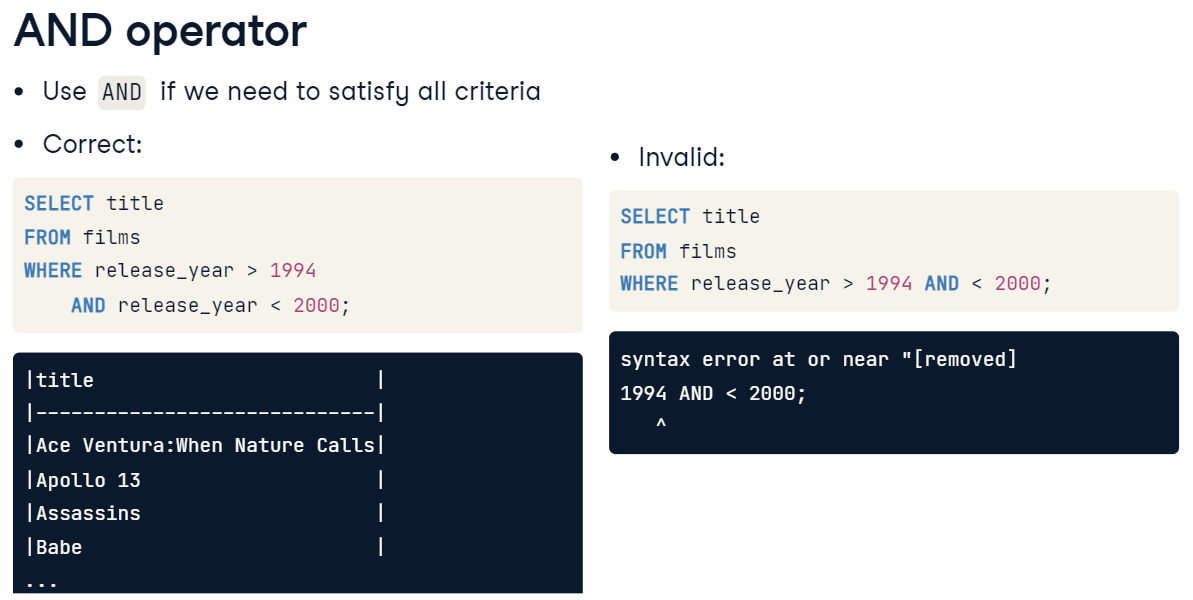 AND operator
• Use AND if we need to satisfy all criteria
• Correct:
SELECT title
FROM films
WHERE release_year > 1994
    AND release_year < 2000;
|title                        |
|-----------------------------|
|Ace Ventura:When Nature Calls|
|Apollo 13                    |
|Assassins                    |
|Babe                         |
...
• Invalid:
SELECT title
FROM films
WHERE release_year > 1994 AND < 2000;
syntax error at or near "[removed]
1994 AND < 2000;
   ^